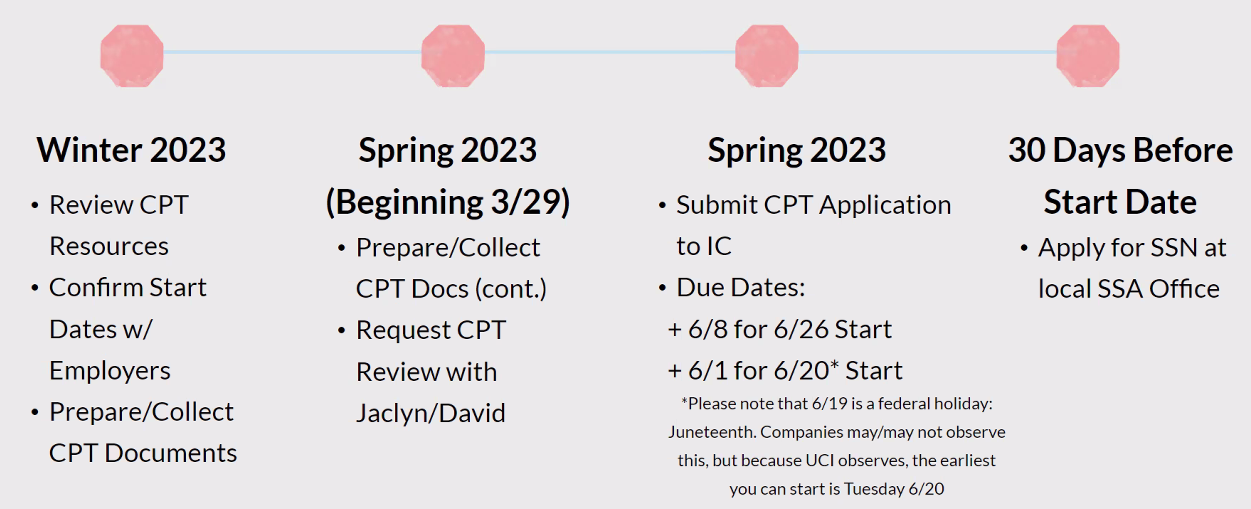 Winter 2023
• Review CPT
Resources
• Confirm Start
Dates w/
Employers
• Prepare/Collect
CPT Documents
Spring 2023
(Beginning 3/29)
• Prepare/Collect
CPT Docs (cont.)
• Request CPT
Review with
Jaclyn/David
Spring 2023
• Submit CPT Application
to IC
• Due Dates:
+ 6/8 for 6/26 Start
+ 6/1 for 6/20* Start
*Please note that 6/19 is a federal holiday:
Juneteenth. Companies may/may not observe
this, but because UCI observes, the earliest
you can start is Tuesday 6/20
30 Days Before
Start Date
• Apply for SSN at
local SSA Office